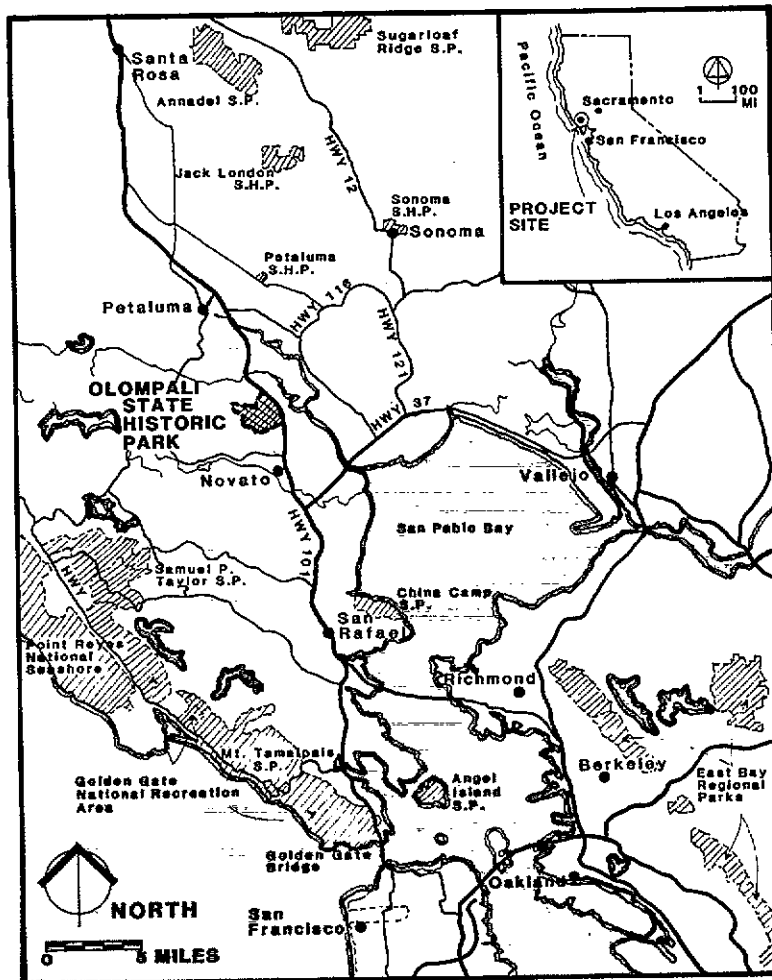 Santa
Rosa
Annadel S.P.
Sugarloaf
Ridge S.P.
Jack London
S.H.P.
HWY 12
Sonoma
S.H.P.
Sonoma
Petaluma
S.H.P.
Petaluma
HWY 116
HWY 121
HWY 37
OLOMPALI
STATE
HISTORIC
PARK
Novato
Vallejo
San Pablo Bay
HWY 101
HWY
Samuel P.
Taylor S.P.
China Camp
S.P.
San
Rafael
Point Reyes
National
Seashore
Richmond
Mt. Tamalpais
S.P.
Angel
Island
S.P.
Berkeley
East Bay
Regional
Parks
Golden Gate
National Recreation
Area
Golden Gate
Bridge
Oakland
San
Francisco
NORTH
0 5 MILES
Pacific Ocean
1 100
MI
Sacramento
San Francisco
PROJECT
SITE
Los Angeles